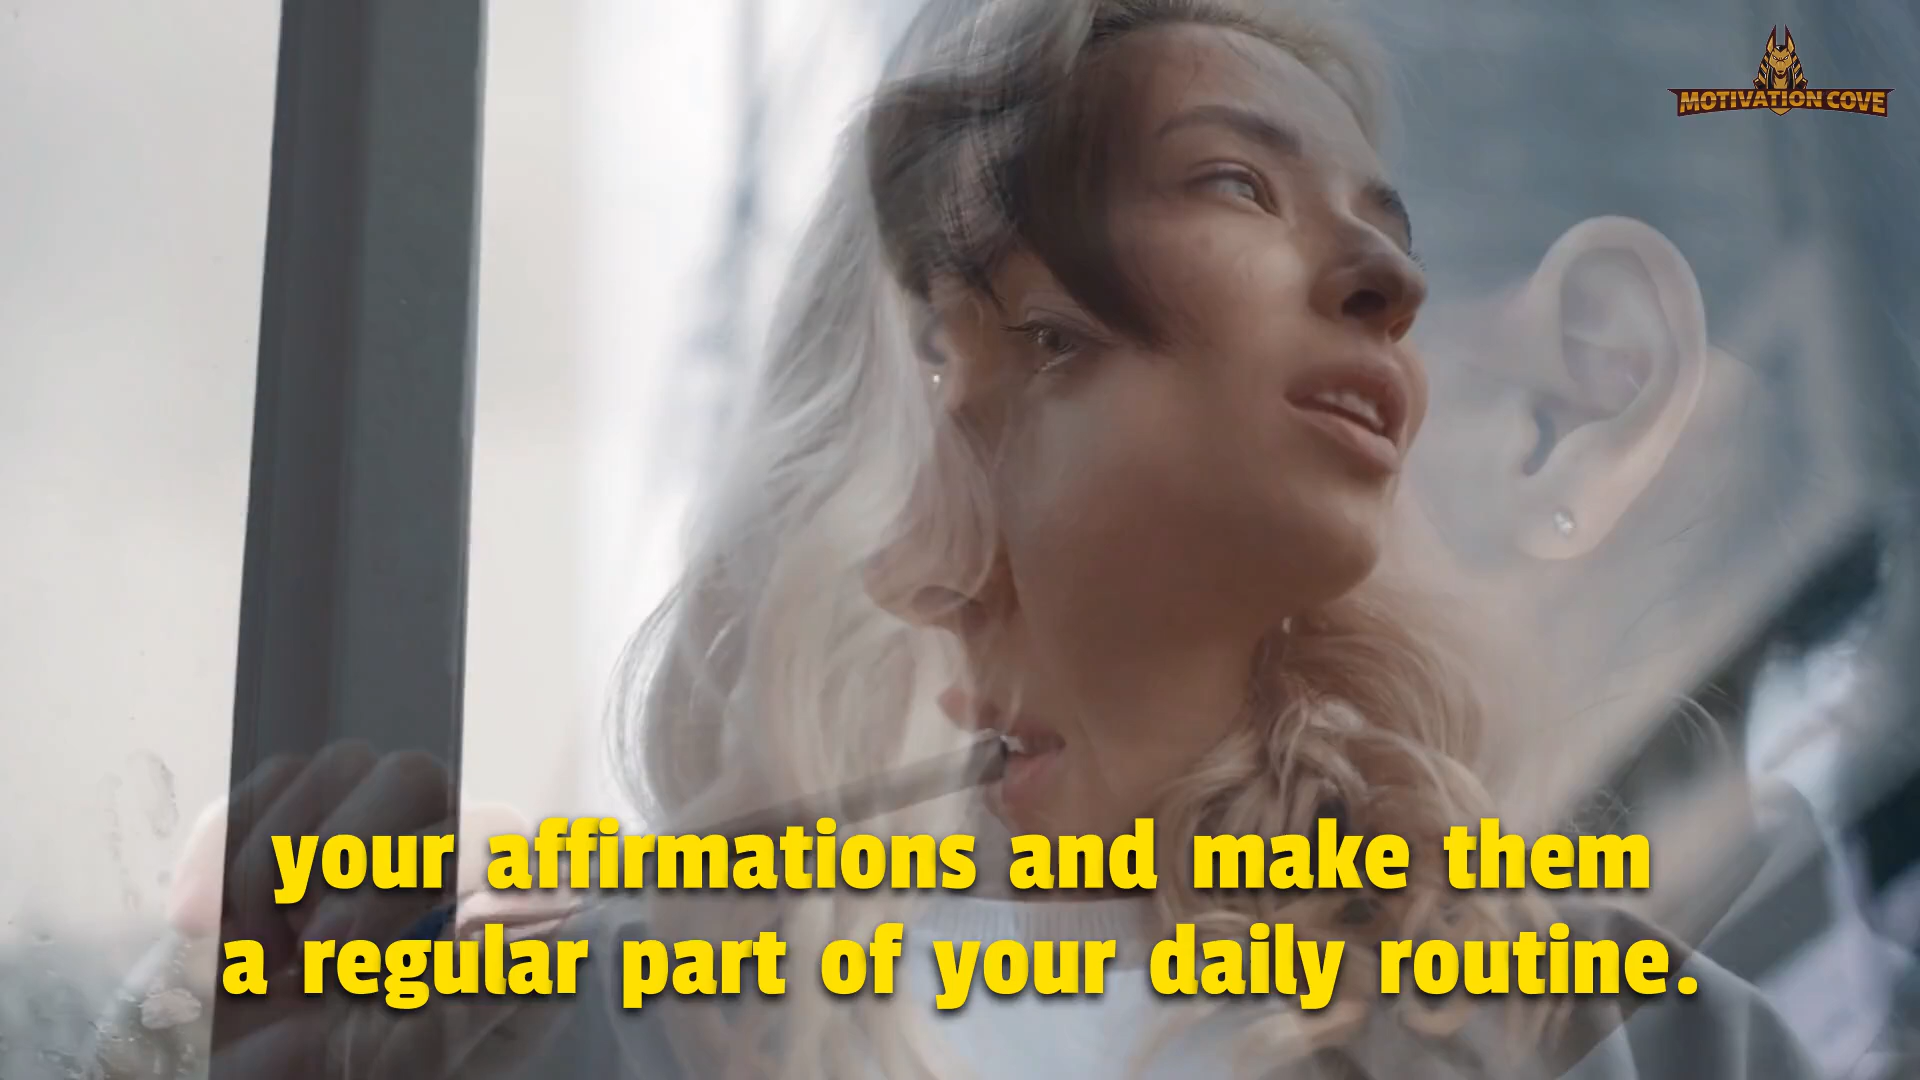 MOTIVATION COVE
your affirmations and make them
a regular part of your daily routine.